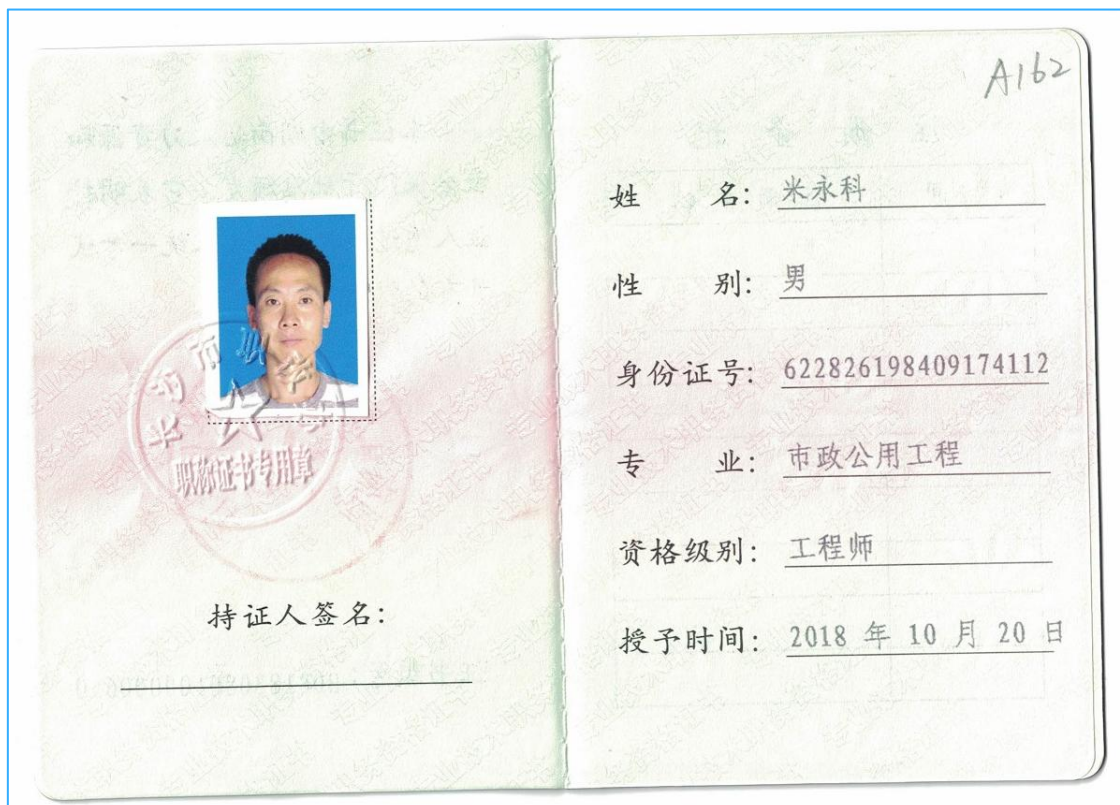 A162
姓 名: 米永科
性 别: 男
身份证号: 622826198409174112
专 业: 市政公用工程
资格级别: 工程师
授予时间: 2018 年 10 月 20 日
职称证书专用章
持证人签名: